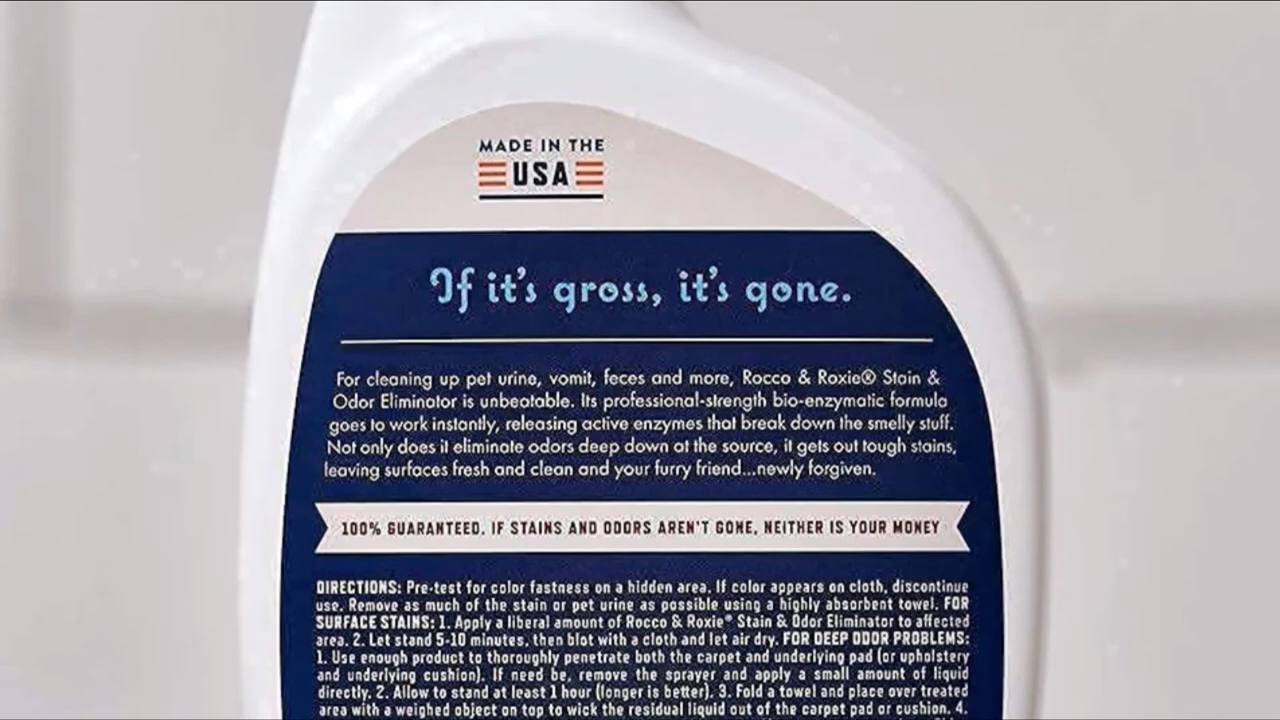 MADE IN THE
USA
If it's gross, it's gone.
For cleaning up pet urine, vomit, feces and more, Rocco & Roxie® Stain &
Odor Eliminator is unbeatable. Its professional-strength bio-enzymatic formula
goes to work instantly, releasing active enzymes that break down the smelly stuff.
Not only does it eliminate odors deep down at the source, it gets out tough stains,
leaving surfaces fresh and clean and your furry friend...newly forgiven.
100% GUARANTEED. IF STAINS AND ODORS AREN'T GONE, NEITHER IS YOUR MONEY
DIRECTIONS: Pre-test for color fastness on a hidden area. If color appears on cloth, discontinue
use. Remove as much of the stain or pet urine as possible using a highly absorbent towel. FOR
SURFACE STAINS: 1. Apply a liberal amount of Rocco & Roxie® Stain & Odor Eliminator to affected
area. 2. Let stand 5-10 minutes, then blot with a cloth and let air dry. FOR DEEP ODOR PROBLEMS:
1. Use enough product to thoroughly penetrate both the carpet and underlying pad (or upholstery
and underlying cushion). If need be, remove the sprayer and apply a small amount of liquid
directly. 2. Allow to stand at least 1 hour (longer is better). 3. Fold a towel and place over treated
area with a weighed object on top to wick the residual liquid out of the carpet pad or cushion. 4.